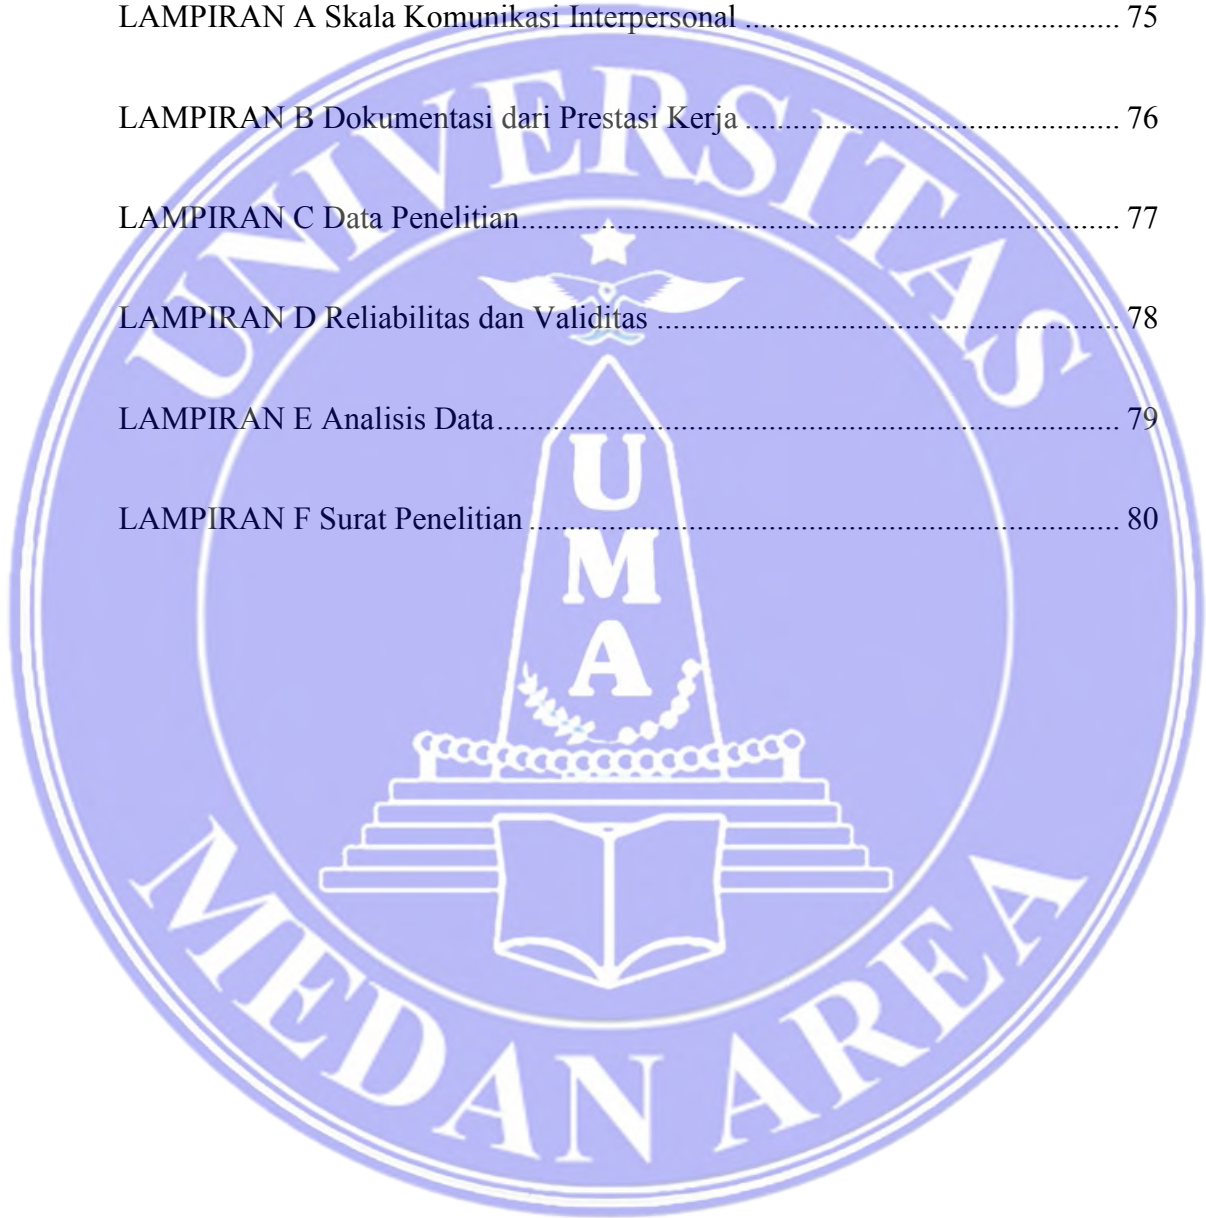 LAMPIRAN A Skala Komunikasi Interpersonal ................................................ 75
LAMPIRAN B Dokumentasi dari Prestasi Kerja ................................................ 76
LAMPIRAN C Data Penelitian................................................ 77
LAMPIRAN D Reliabilitas dan Validitas ................................................ 78
LAMPIRAN E Analisis Data................................................ 79
LAMPIRAN F Surat Penelitian ................................................ 80
UNIVERSITAS
U
M
A
MEDAN AREA